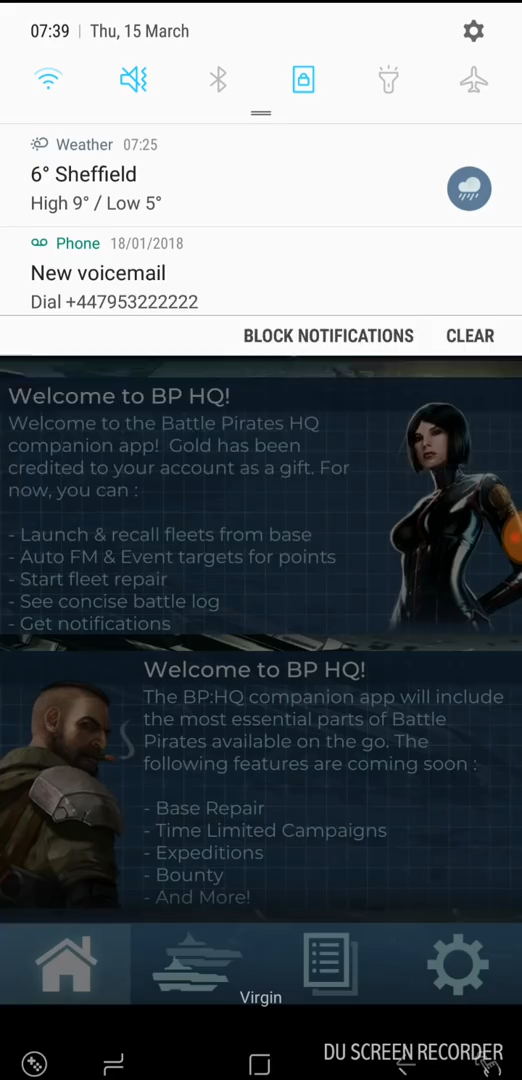 07:39 | Thu, 15 March
Weather 07:25
6° Sheffield
High 9° / Low 5°
Phone 18/01/2018
New voicemail
Dial +447953222222
BLOCK NOTIFICATIONS CLEAR
Welcome to BP HQ!
Welcome to the Battle Pirates HQ
companion app! Gold has been
credited to your account as a gift. For
now, you can :
- Launch & recall fleets from base
- Auto FM & Event targets for points
- Start fleet repair
- See concise battle log
- Get notifications
Welcome to BP HQ!
The BP:HQ companion app will include
the most essential parts of Battle
Pirates available on the go. The
following features are coming soon :
- Base Repair
- Time Limited Campaigns
- Expeditions
- Bounty
- And More!
Virgin
DU SCREEN RECORDER